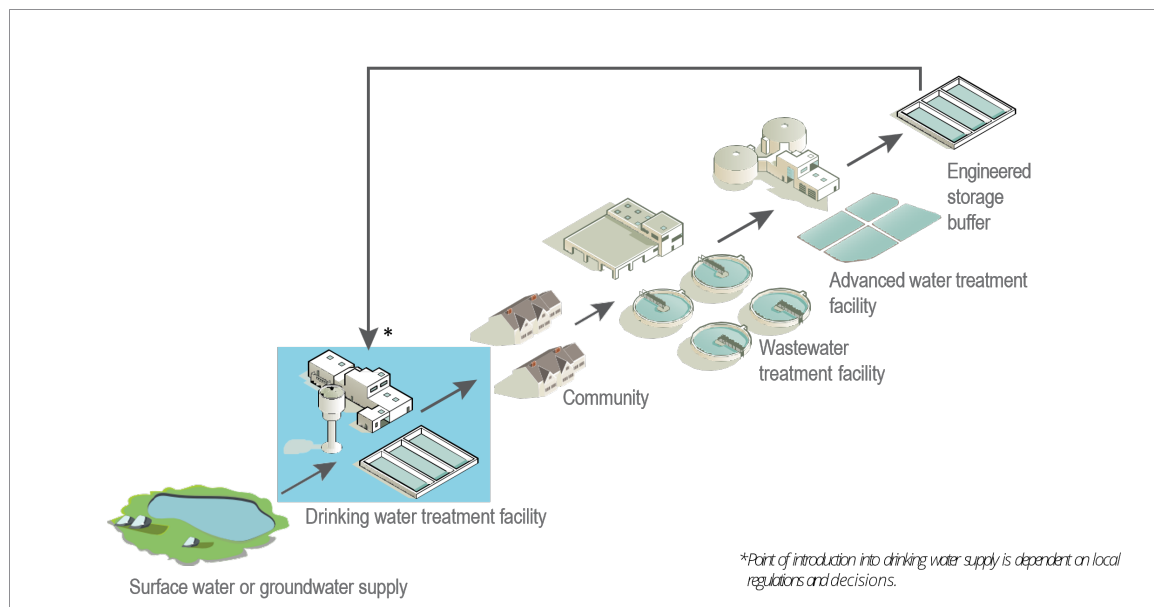 Engineered
storage
buffer
Advanced water treatment
facility
*
Wastewater
treatment facility
Community
Drinking water treatment facility
Surface water or groundwater supply
*Point of introduction into drinking water supply is dependent on local
regulations and decisions.